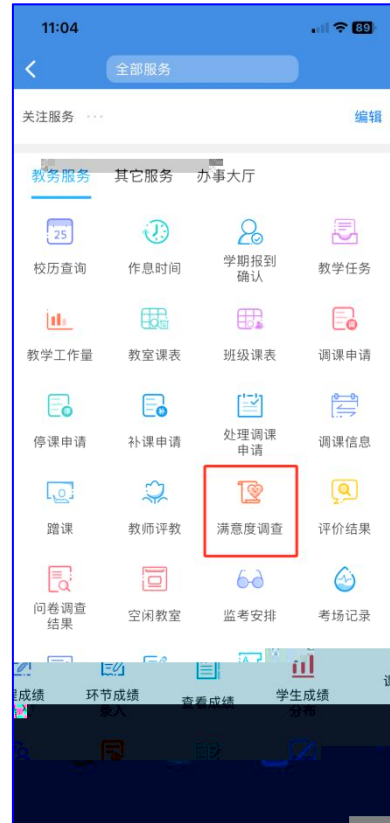 11:04
89
全部服务
关注服务 ···
编辑
教务服务 其它服务 办事大厅
25
校历查询 作息时间 学期报到确认 教学任务
教学工作量 教室课表 班级课表 调课申请
停课申请 补课申请 处理调课申请 调课信息
蹭课 教师评教 满意度调查 评价结果
问卷调查结果 空闲教室 监考安排 考场记录
成绩 环节成绩录入 查看成绩 学生成绩分布